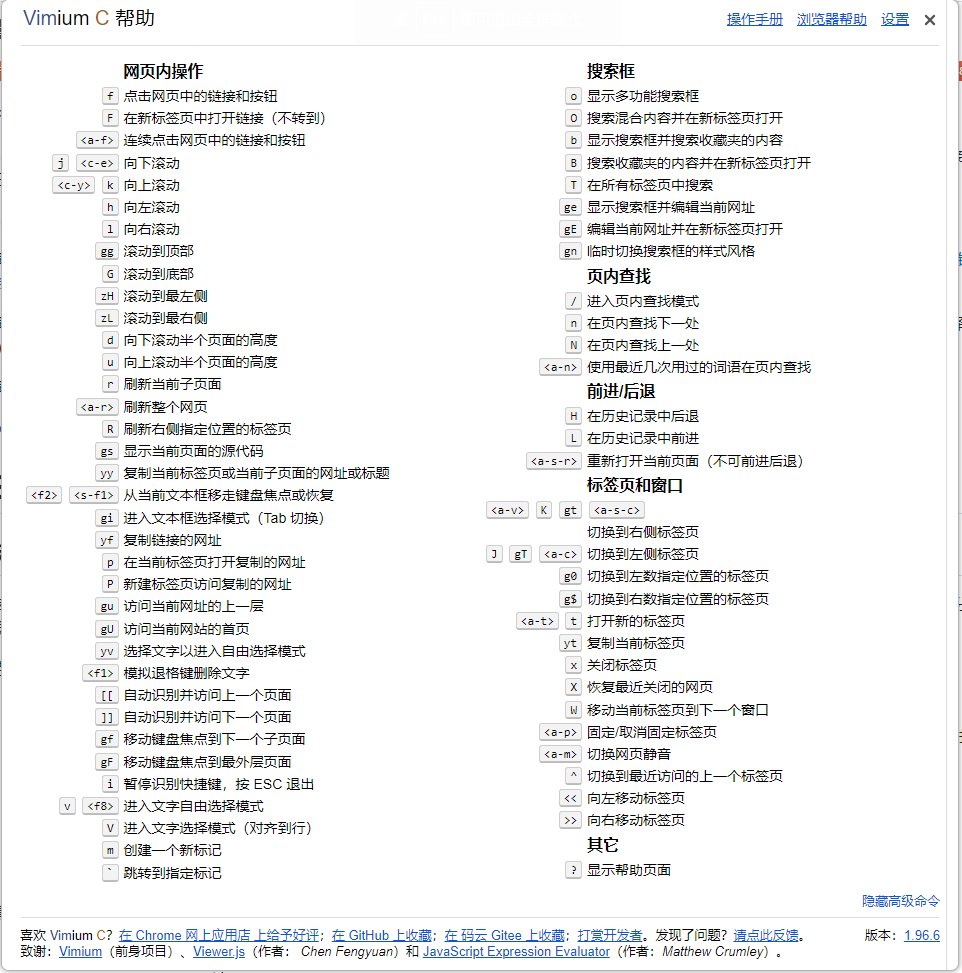 Vimium C 帮助
操作手册 浏览器帮助 设置 ×
网页内操作
f 点击网页中的链接和按钮
F 在新标签页中打开链接（不转到）
<a-f> 连续点击网页中的链接和按钮
j <c-e> 向下滚动
<c-y> k 向上滚动
h 向左滚动
l 向右滚动
gg 滚动到顶部
G 滚动到底部
zH 滚动到最左侧
zL 滚动到最右侧
d 向下滚动半个页面的高度
u 向上滚动半个页面的高度
r 刷新当前子页面
<a-r> 刷新整个网页
R 刷新右侧指定位置的标签页
gs 显示当前页面的源代码
yy 复制当前标签页或当前子页面的网址或标题
<f2> <s-f1> 从当前文本框移走键盘焦点或恢复
gi 进入文本框选择模式（Tab 切换）
yf 复制链接的网址
p 在当前标签页打开复制的网址
P 新建标签页访问复制的网址
gu 访问当前网址的上一层
gU 访问当前网站的首页
yv 选择文字以进入自由选择模式
<f1> 模拟退格键删除文字
[[ 自动识别并访问上一个页面
]] 自动识别并访问下一个页面
gf 移动键盘焦点到下一个子页面
gF 移动键盘焦点到最外层页面
i 暂停识别快捷键，按 ESC 退出
v <f8> 进入文字自由选择模式
V 进入文字选择模式（对齐到行）
m 创建一个新标记
` 跳转到指定标记
搜索框
o 显示多功能搜索框
O 搜索混合内容并在新标签页打开
b 显示搜索框并搜索收藏夹的内容
B 搜索收藏夹的内容并在新标签页打开
T 在所有标签页中搜索
ge 显示搜索框并编辑当前网址
gE 编辑当前网址并在新标签页打开
gn 临时切换搜索框的样式风格
页内查找
/ 进入页内查找模式
n 在页内查找下一处
N 在页内查找上一处
<a-n> 使用最近几次用过的词语在页内查找
前进/后退
H 在历史记录中后退
L 在历史记录中前进
<a-s-r> 重新打开当前页面（不可前进后退）
标签页和窗口
<a-v> K gt <a-s-c>
切换到右侧标签页
J gT <a-c> 切换到左侧标签页
g0 切换到左数指定位置的标签页
g$ 切换到右数指定位置的标签页
<a-t> t 打开新的标签页
yt 复制当前标签页
x 关闭标签页
X 恢复最近关闭的网页
W 移动当前标签页到下一个窗口
<a-p> 固定/取消固定标签页
<a-m> 切换网页静音
^ 切换到最近访问的上一个标签页
<< 向左移动标签页
>> 向右移动标签页
其它
? 显示帮助页面
隐藏高级命令
喜欢 Vimium C？在 Chrome 网上应用店 上给予好评；在 GitHub 上收藏；在 码云 Gitee 上收藏；打赏开发者。发现了问题？请点此反馈。 版本：1.96.6
致谢：Vimium（前身项目）、Viewer.js（作者： Chen Fengyuan）和 JavaScript Expression Evaluator（作者：Matthew Crumley）。